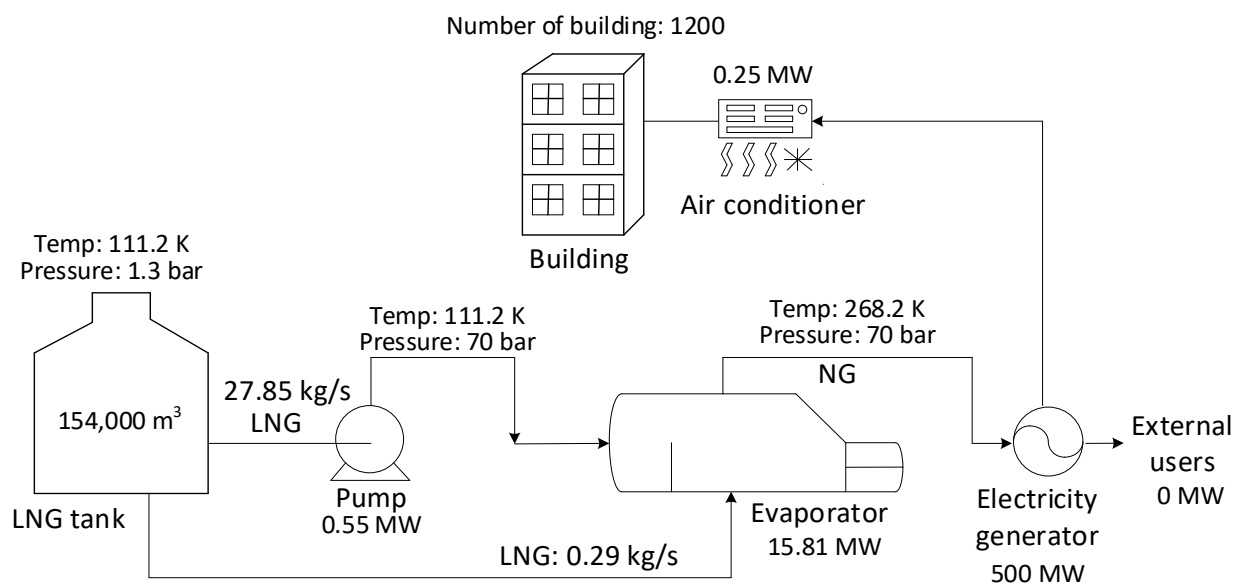 Number of building: 1200
0.25 MW
Air conditioner
Building
Temp: 111.2 K
Pressure: 1.3 bar
154,000 m³
LNG tank
27.85 kg/s
LNG
Temp: 111.2 K
Pressure: 70 bar
Pump
0.55 MW
LNG: 0.29 kg/s
Temp: 268.2 K
Pressure: 70 bar
NG
Evaporator
15.81 MW
Electricity
generator
500 MW
External
users
0 MW